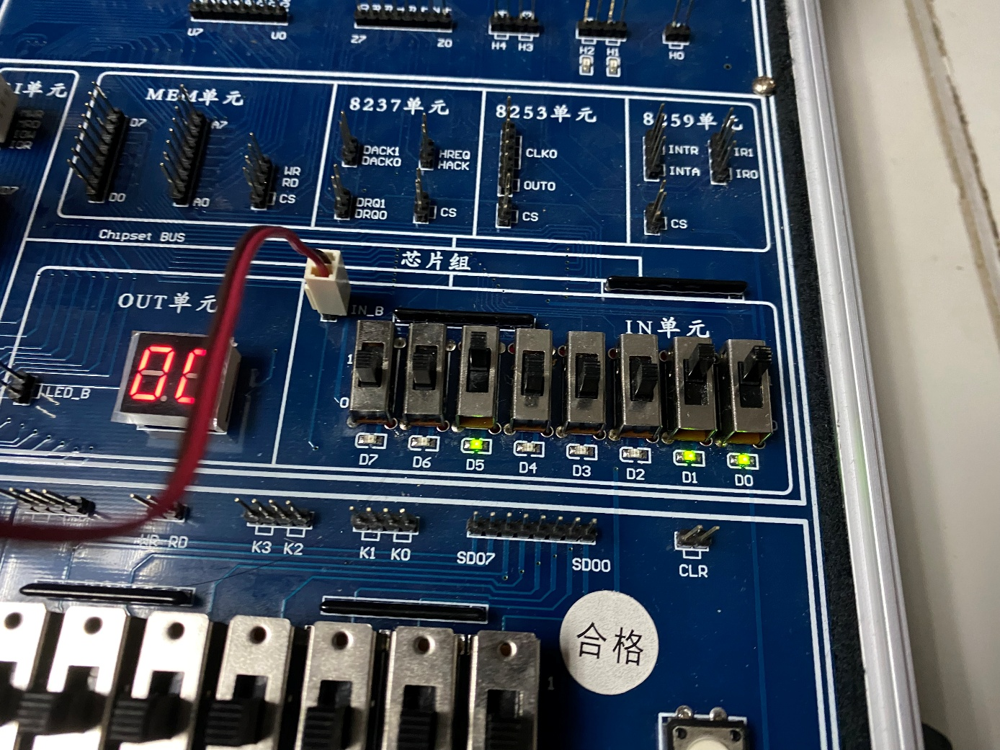 U7 U0
Z7 Z0
H4 H3
H2 H1
H0
I单元
MEM单元
8237单元
8253单元
8259单元
D7
D0
A7
A0
WR
RD
CS
DACK1
DACK0
HREQ
HACK
DRQ1
DRQ0
CS
CLK0
OUT0
CS
INTR
INTA
IR1
IR0
CS
MWR
MRD
IOW
IOR
Chipset BUS
芯片组
OUT单元
IN_B
IN单元
LED_B
1
0
D7 D6 D5 D4 D3 D2 D1 D0
WR RD
K3 K2
K1 K0
SD07 SD00
CLR
合格
1